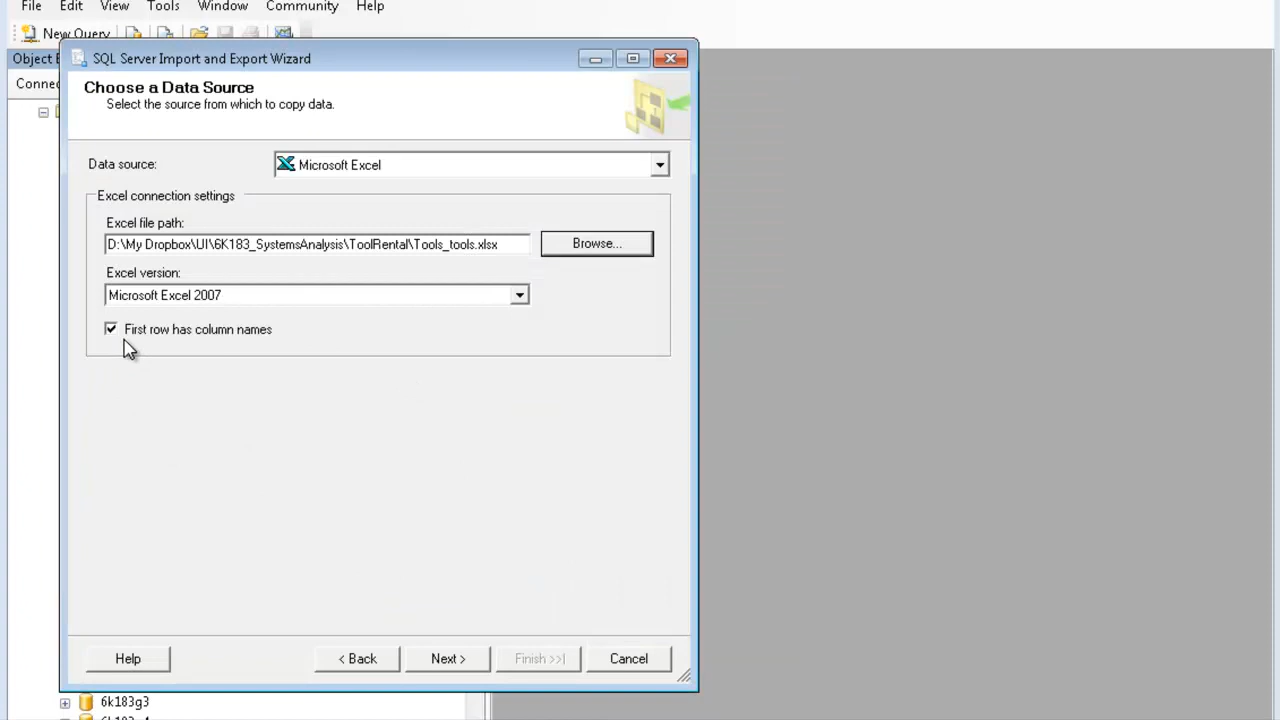 File Edit View Tools Window Community Help
New Query
Object
Connec
SQL Server Import and Export Wizard
Choose a Data Source
Select the source from which to copy data.
Data source: Microsoft Excel
Excel connection settings
Excel file path:
D:\My Dropbox\UI\6K183_SystemsAnalysis\ToolRental\Tools_tools.xlsx Browse...
Excel version:
Microsoft Excel 2007
First row has column names
Help < Back Next > Finish >>| Cancel
6k183g3